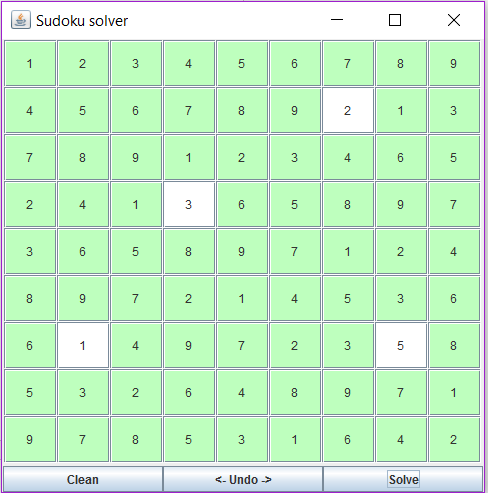 Sudoku solver
1 2 3 4 5 6 7 8 9
4 5 6 7 8 9 2 1 3
7 8 9 1 2 3 4 6 5
2 4 1 3 6 5 8 9 7
3 6 5 8 9 7 1 2 4
8 9 7 2 1 4 5 3 6
6 1 4 9 7 2 3 5 8
5 3 2 6 4 8 9 7 1
9 7 8 5 3 1 6 4 2
Clean <- Undo -> Solve